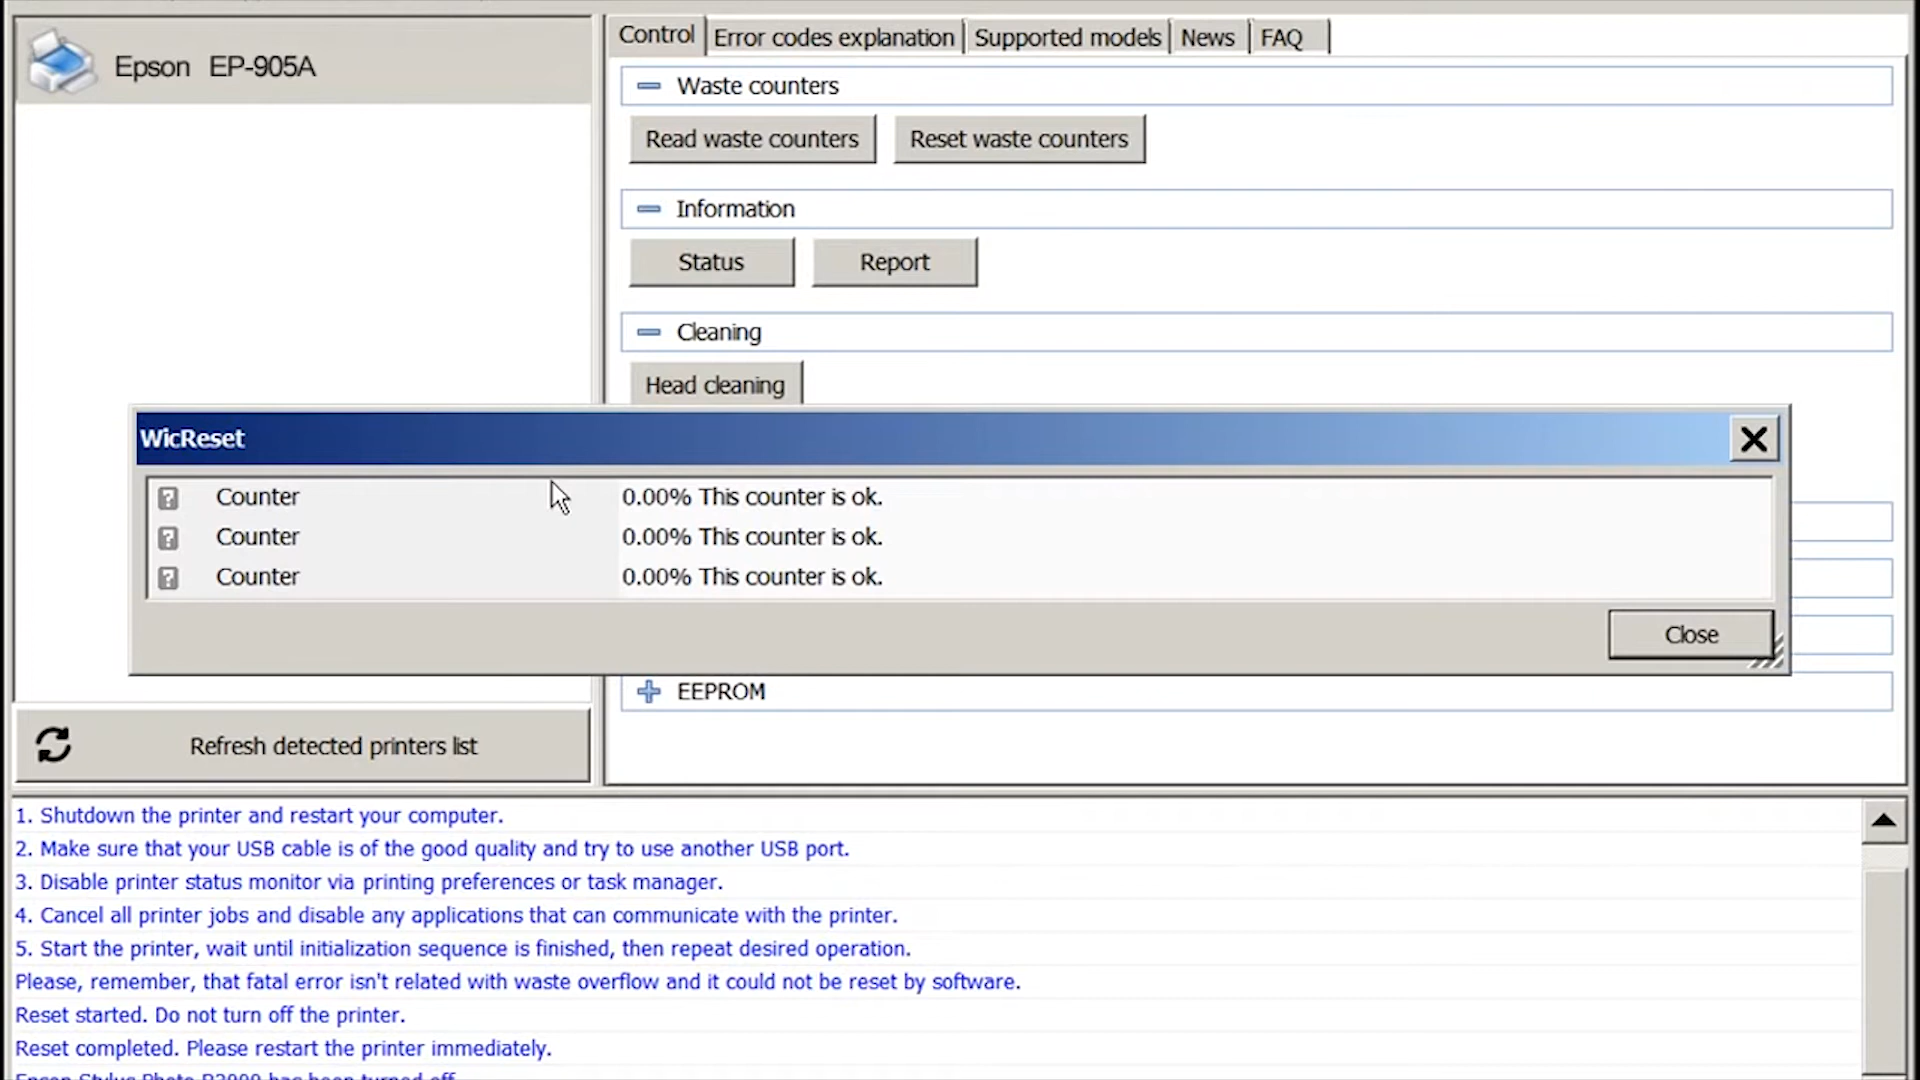 Epson EP-905A
Control Error codes explanation Supported models News FAQ
Waste counters
Read waste counters Reset waste counters
Information
Status Report
Cleaning
Head cleaning
WicReset
Counter 0.00% This counter is ok.
Counter 0.00% This counter is ok.
Counter 0.00% This counter is ok.
Close
EEPROM
Refresh detected printers list
1. Shutdown the printer and restart your computer.
2. Make sure that your USB cable is of the good quality and try to use another USB port.
3. Disable printer status monitor via printing preferences or task manager.
4. Cancel all printer jobs and disable any applications that can communicate with the printer.
5. Start the printer, wait until initialization sequence is finished, then repeat desired operation.
Please, remember, that fatal error isn't related with waste overflow and it could not be reset by software.
Reset started. Do not turn off the printer.
Reset completed. Please restart the printer immediately.
Epson Stylus Photo has been turned off